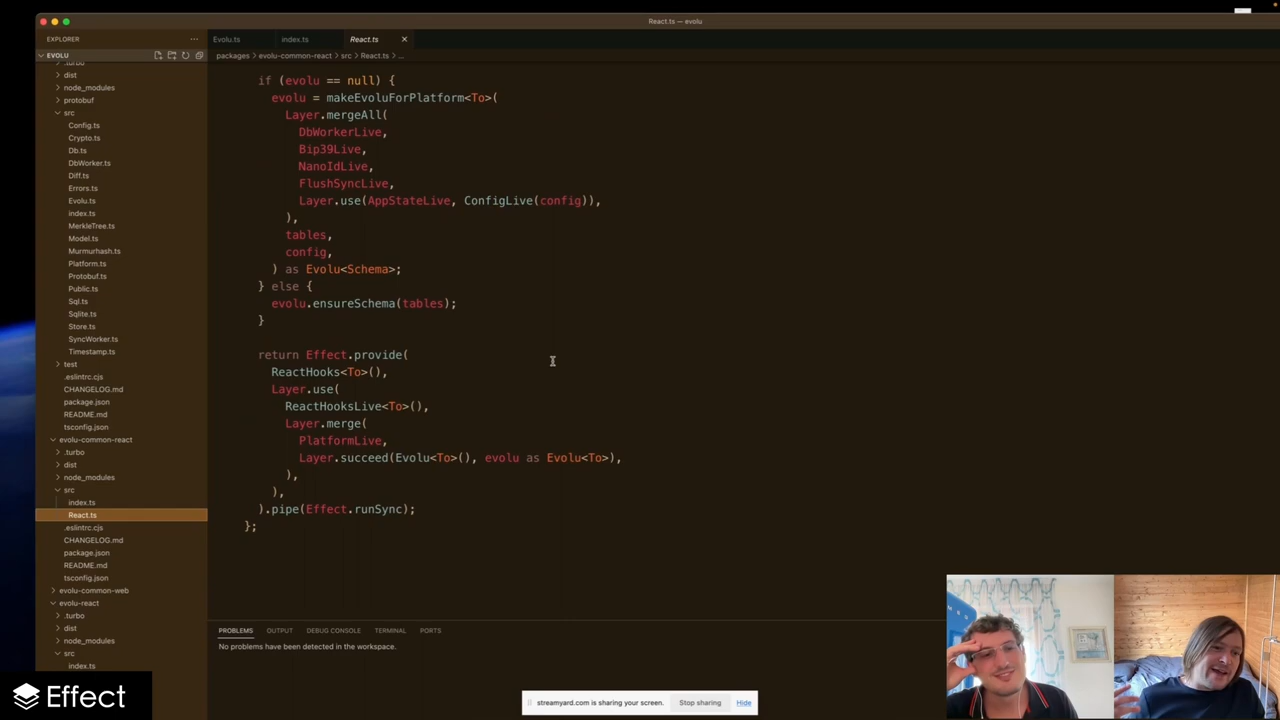 React.ts — evolu
EXPLORER
Evolu.ts
index.ts
React.ts
EVOLU
packages > evolu-common-react > src > React.ts > ...
.turbo
dist
node_modules
protobuf
src
Config.ts
Crypto.ts
Db.ts
DbWorker.ts
Diff.ts
Errors.ts
Evolu.ts
index.ts
MerkleTree.ts
Model.ts
Murmurhash.ts
Platform.ts
Protobuf.ts
Public.ts
Sql.ts
Sqlite.ts
Store.ts
SyncWorker.ts
Timestamp.ts
test
.eslintrc.cjs
CHANGELOG.md
package.json
README.md
tsconfig.json
evolu-common-react
.turbo
dist
node_modules
src
index.ts
React.ts
.eslintrc.cjs
CHANGELOG.md
package.json
README.md
tsconfig.json
evolu-common-web
evolu-react
.turbo
dist
node_modules
src
index.ts
if (evolu == null) {
evolu = makeEvoluForPlatform<To>(
Layer.mergeAll(
DbWorkerLive,
Bip39Live,
NanoIdLive,
FlushSyncLive,
Layer.use(AppStateLive, ConfigLive(config)),
),
tables,
config,
) as Evolu<Schema>;
} else {
evolu.ensureSchema(tables);
}
return Effect.provide(
ReactHooks<To>(),
Layer.use(
ReactHooksLive<To>(),
Layer.merge(
PlatformLive,
Layer.succeed(Evolu<To>(), evolu as Evolu<To>),
),
),
).pipe(Effect.runSync);
};
PROBLEMS
OUTPUT
DEBUG CONSOLE
TERMINAL
PORTS
No problems have been detected in the workspace.
Effect
streamyard.com is sharing your screen.
Stop sharing
Hide